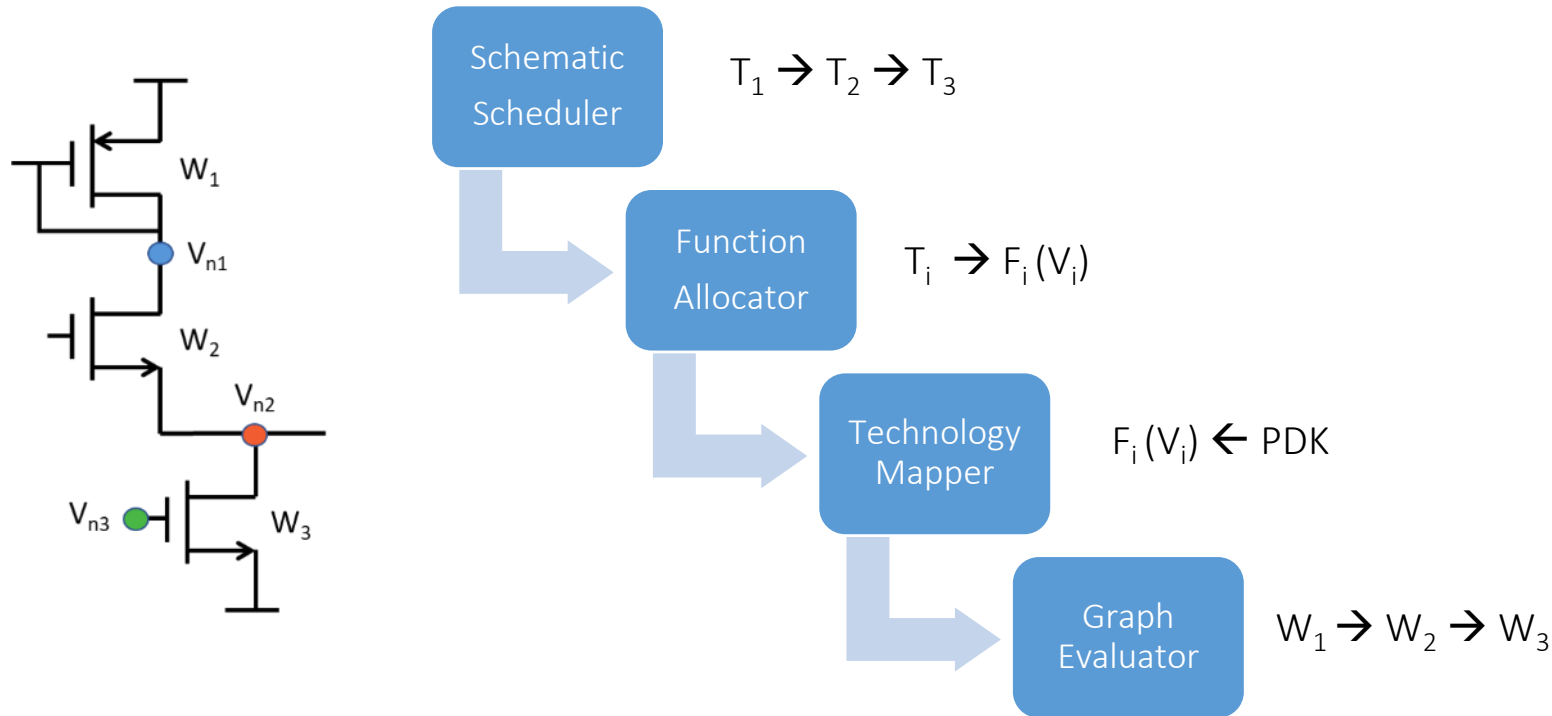 Schematic
Scheduler
T₁ → T₂ → T₃
W₁
Vₙ₁
Function
Allocator
Tᵢ → Fᵢ (Vᵢ)
W₂
Vₙ₂
Technology
Mapper
Fᵢ (Vᵢ) ← PDK
Vₙ₃
W₃
Graph
Evaluator
W₁ → W₂ → W₃